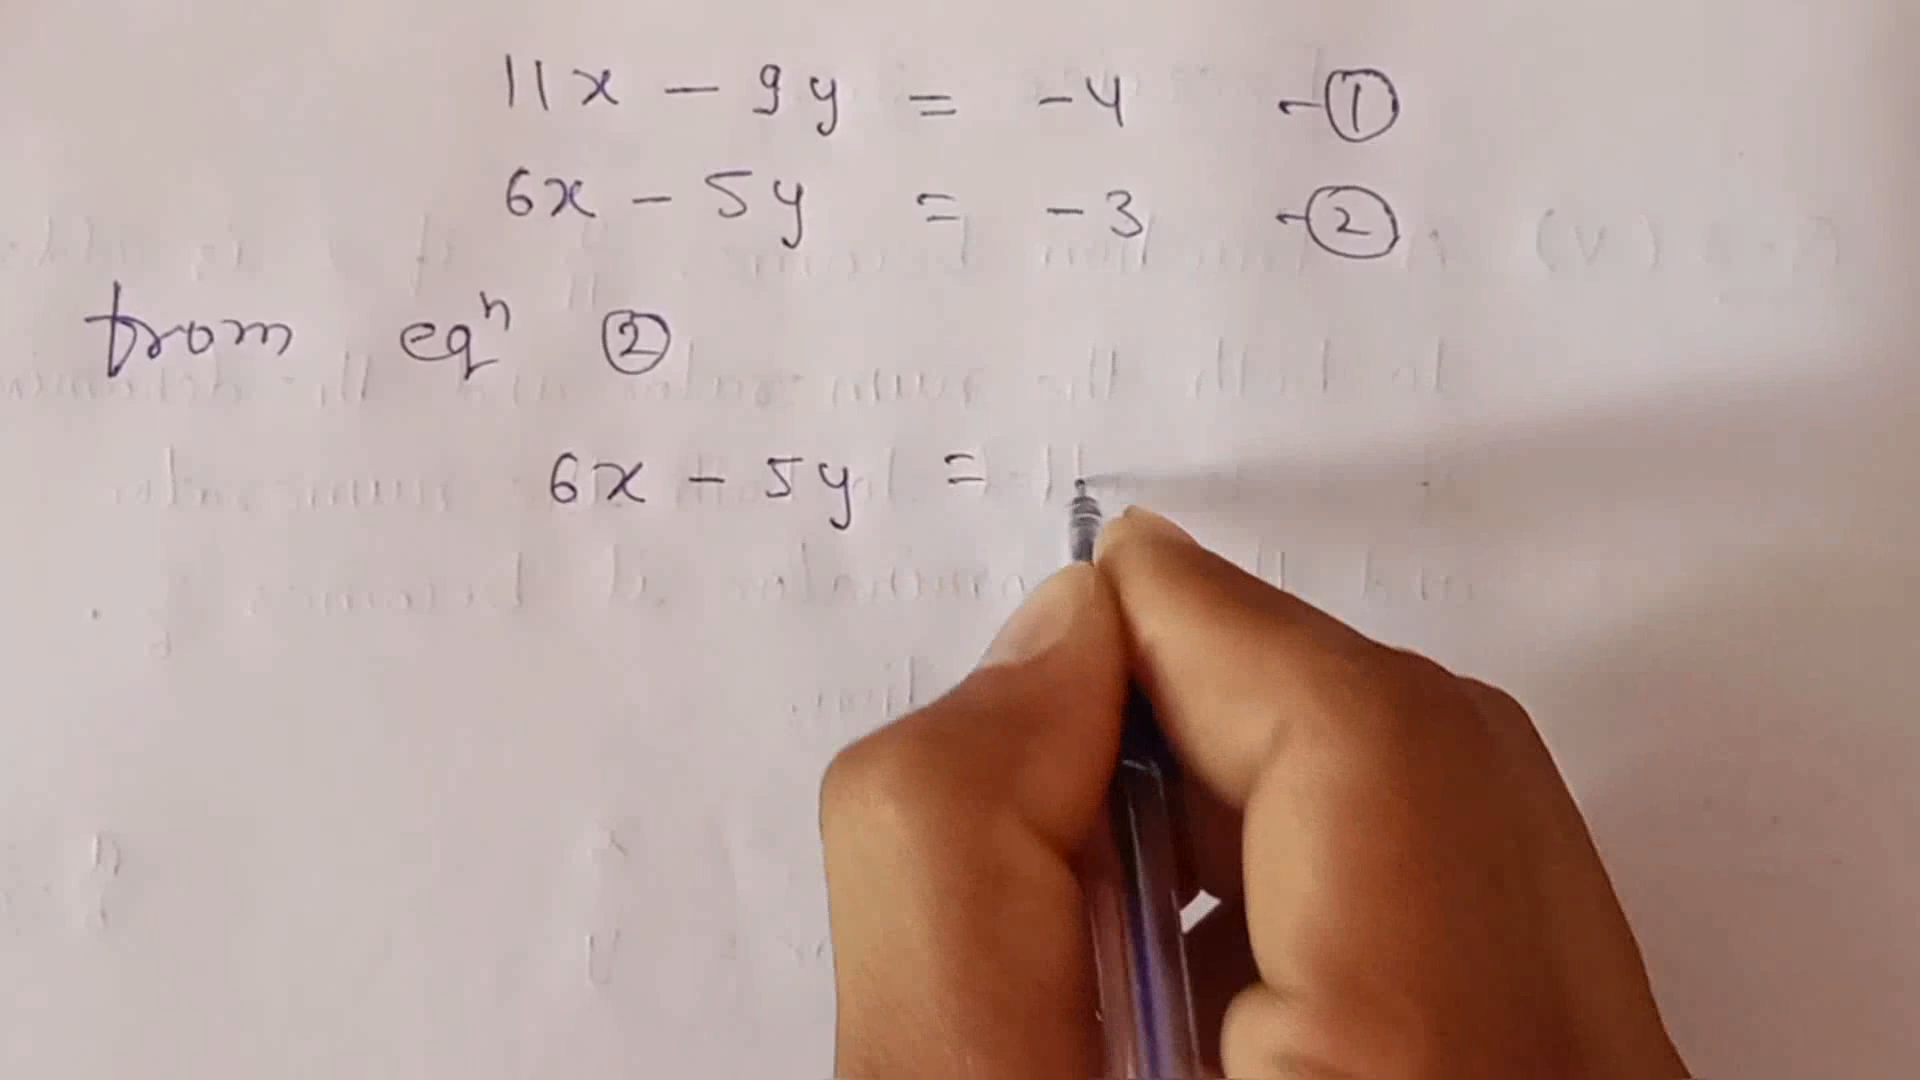 11x - 9y = -4 -①
6x - 5y = -3 -②
from eqⁿ ②
6x - 5y =